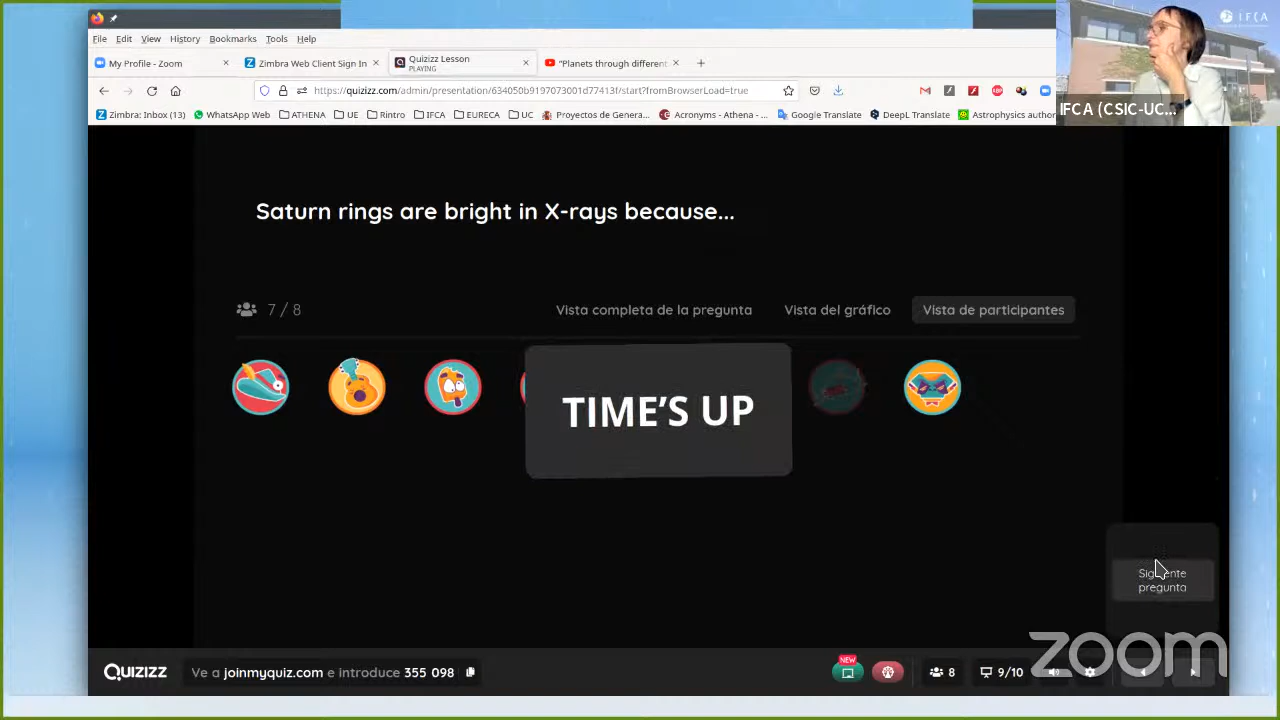 File Edit View History Bookmarks Tools Help
My Profile - Zoom
Zimbra Web Client Sign In
Quizizz Lesson
PLAYING
"Planets through different
https://quizizz.com/admin/presentation/634059d9197073001d77413f/start?fromBrowserLoad=true
Zimbra: Inbox (13) WhatsApp Web ATHENA UE Rintro IFCA EURECA UC Proyectos de Genera... Acronyms - Athena - ... Google Translate DeepL Translate Astrophysics author
IFCA
IFCA (CSIC-UC...
Saturn rings are bright in X-rays because...
7 / 8
Vista completa de la pregunta Vista del gráfico Vista de participantes
TIME'S UP
Siguiente
pregunta
QUIZIZZ Ve a joinmyquiz.com e introduce 355 098
NEW
8 9/10
zoom